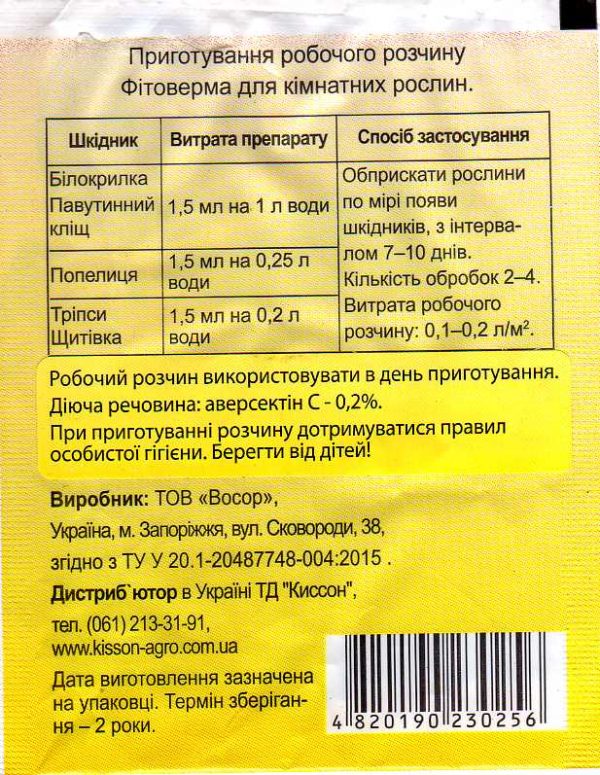 Приготування робочого розчину
Фітоверма для кімнатних рослин.
Шкідник
Витрата препарату
Спосіб застосування
Білокрилка
Павутинний
кліщ
1,5 мл на 1 л води
Попелиця
1,5 мл на 0,25 л
води
Тріпси
Щитівка
1,5 мл на 0,2 л
води
Обприскати рослини
по мірі появи
шкідників, з інтерва-
лом 7–10 днів.
Кількість обробок 2–4.
Витрата робочого
розчину: 0,1–0,2 л/м².
Робочий розчин використовувати в день приготування.
Діюча речовина: аверсектін С - 0,2%.
При приготуванні розчину дотримуватися правил
особистої гігієни. Берегти від дітей!
Виробник: ТОВ «Восор»,
Україна, м. Запоріжжя, вул. Сковороди, 38,
згідно з ТУ У 20.1-20487748-004:2015 .
Дистриб`ютор в Україні ТД "Киссон",
тел. (061) 213-31-91,
www.kisson-agro.com.ua
Дата виготовлення зазначена
на упаковці. Термін зберіган-
ня – 2 роки.
4 820190 230256